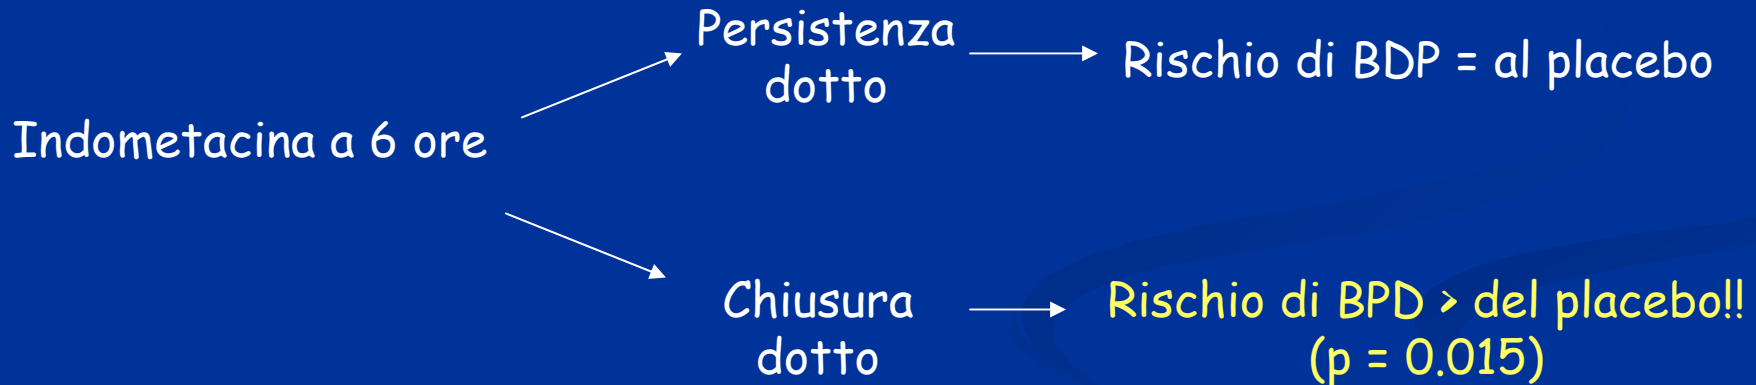 Indometacina a 6 ore
Persistenza
dotto
Rischio di BDP = al placebo
Chiusura
dotto
Rischio di BPD > del placebo!!
(p = 0.015)